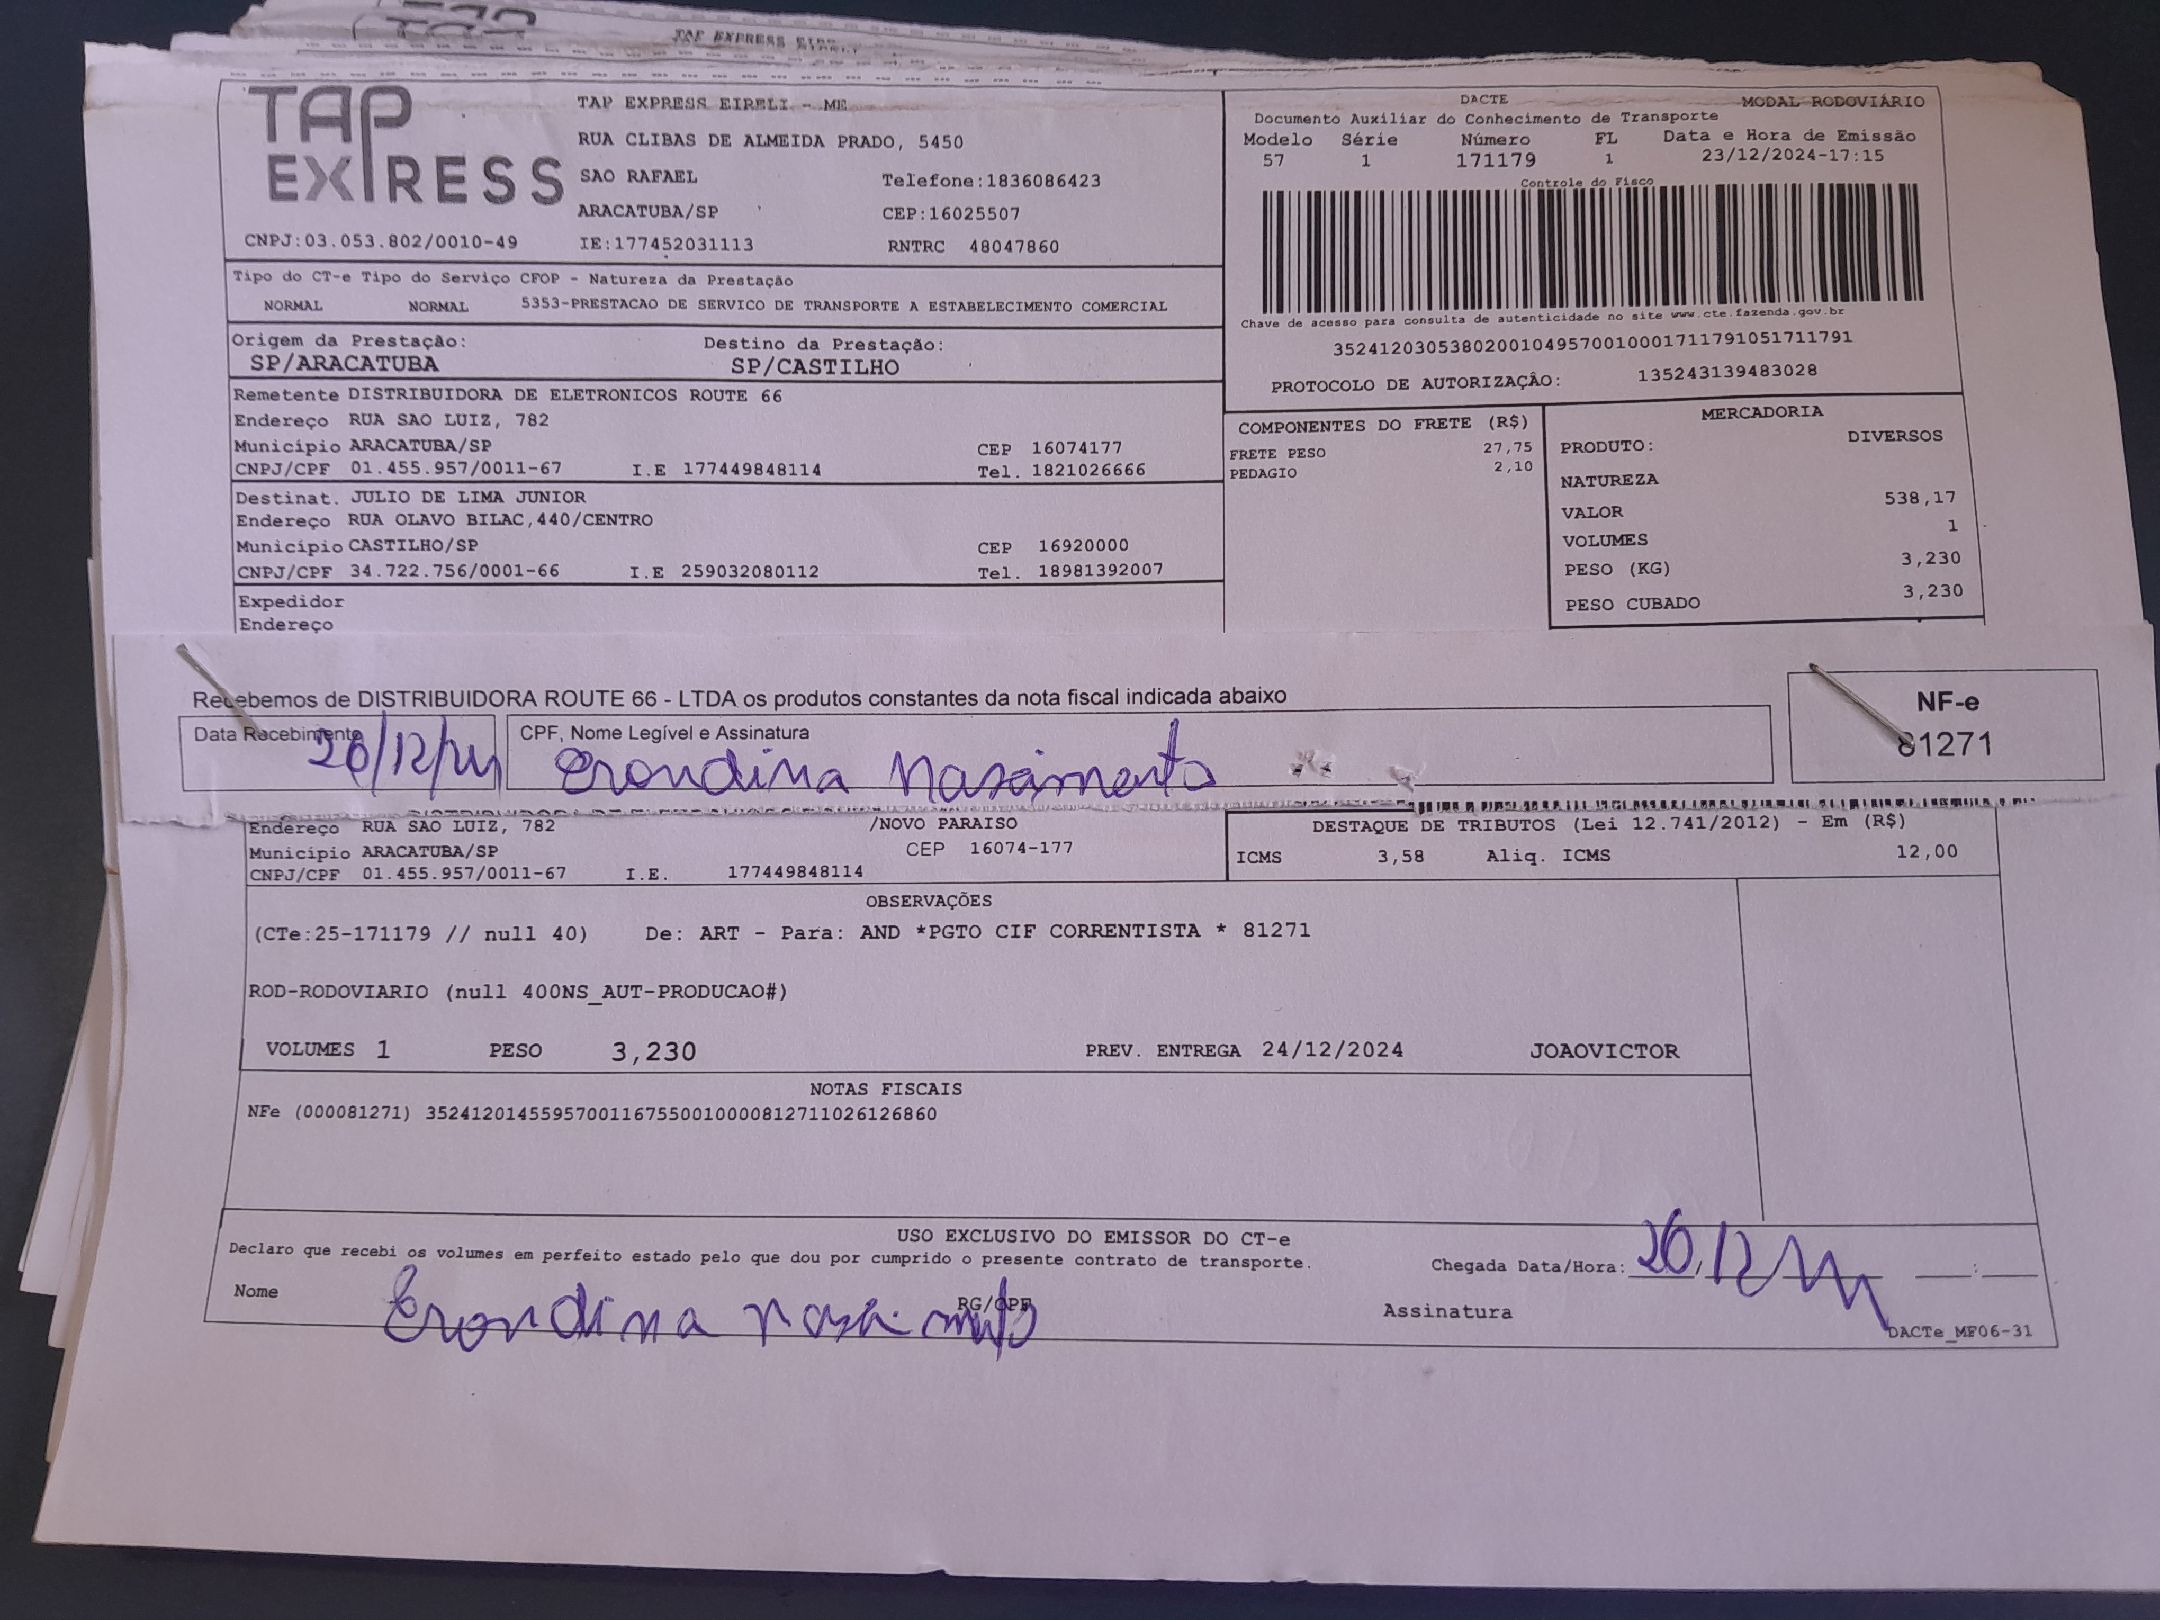 TAP EXPRESS EIRELI
TAP EXPRESS
TAP EXPRESS EIRELI - ME
RUA CLIBAS DE ALMEIDA PRADO, 5450
SAO RAFAEL Telefone:1836086423
ARACATUBA/SP CEP:16025507
CNPJ:03.053.802/0010-49 IE:177452031113 RNTRC 48047860
DACTE MODAL RODOVIÁRIO
Documento Auxiliar do Conhecimento de Transporte
Modelo Série Número FL Data e Hora de Emissão
57 1 171179 1 23/12/2024-17:15
Controle do Fisco
Chave de acesso para consulta de autenticidade no site www.cte.fazenda.gov.br
35241203053802001049570010001711791051711791
PROTOCOLO DE AUTORIZAÇÃO: 135243139483028
Tipo do CT-e Tipo do Serviço CFOP - Natureza da Prestação
NORMAL NORMAL 5353-PRESTACAO DE SERVICO DE TRANSPORTE A ESTABELECIMENTO COMERCIAL
Origem da Prestação: Destino da Prestação:
SP/ARACATUBA SP/CASTILHO
Remetente DISTRIBUIDORA DE ELETRONICOS ROUTE 66
Endereço RUA SAO LUIZ, 782
Município ARACATUBA/SP CEP 16074177
CNPJ/CPF 01.455.957/0011-67 I.E 177449848114 Tel. 1821026666
Destinat. JULIO DE LIMA JUNIOR
Endereço RUA OLAVO BILAC,440/CENTRO
Município CASTILHO/SP CEP 16920000
CNPJ/CPF 34.722.756/0001-66 I.E 259032080112 Tel. 18981392007
Expedidor
Endereço
COMPONENTES DO FRETE (R$)
FRETE PESO 27,75
PEDAGIO 2,10
MERCADORIA
PRODUTO: DIVERSOS
NATUREZA
VALOR 538,17
VOLUMES 1
PESO (KG) 3,230
PESO CUBADO 3,230
Recebemos de DISTRIBUIDORA ROUTE 66 - LTDA os produtos constantes da nota fiscal indicada abaixo
Data Recebimento CPF, Nome Legível e Assinatura
26/12/24 Erondina Nascimento
NF-e
81271
Endereço RUA SAO LUIZ, 782 /NOVO PARAISO
Município ARACATUBA/SP CEP 16074-177
CNPJ/CPF 01.455.957/0011-67 I.E. 177449848114
DESTAQUE DE TRIBUTOS (Lei 12.741/2012) - Em (R$)
ICMS 3,58 Aliq. ICMS 12,00
OBSERVAÇÕES
(CTe:25-171179 // null 40) De: ART - Para: AND *PGTO CIF CORRENTISTA * 81271
ROD-RODOVIARIO (null 400NS_AUT-PRODUCAO#)
VOLUMES 1 PESO 3,230 PREV. ENTREGA 24/12/2024 JOAOVICTOR
NOTAS FISCAIS
NFe (000081271) 35241201455957001167550010000812711026126860
USO EXCLUSIVO DO EMISSOR DO CT-e
Declaro que recebi os volumes em perfeito estado pelo que dou por cumprido o presente contrato de transporte.
Chegada Data/Hora: 26/12/24
Nome Erondina Nascimento RG/CPF Assinatura
DACTe_MF06-31